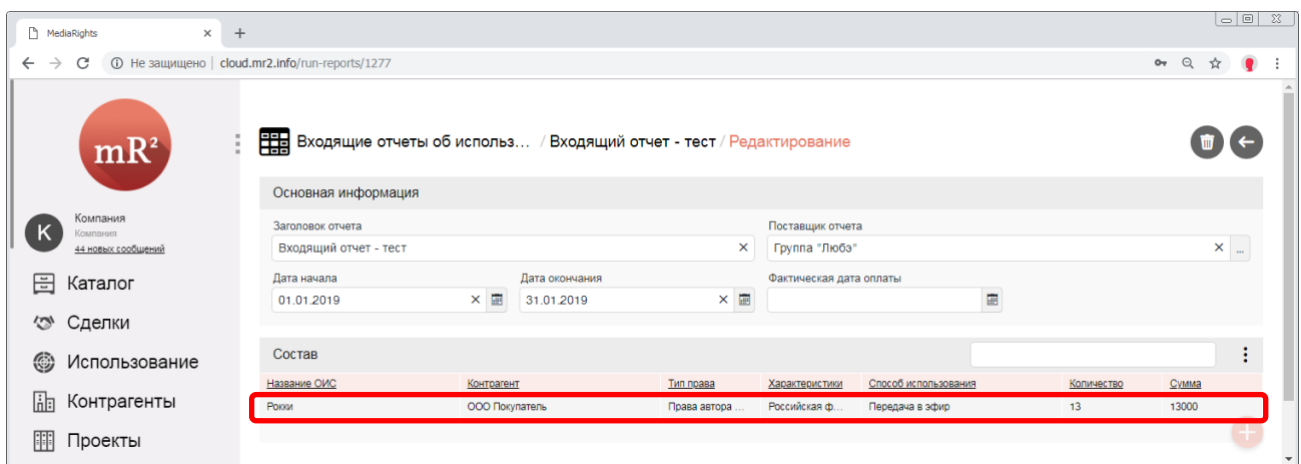 MediaRights
Не защищено | cloud.mr2.info/run-reports/1277
mR²
Входящие отчеты об использ... / Входящий отчет - тест / Редактирование
Основная информация
К
Компания
Компания
44 новых сообщений
Заголовок отчета
Поставщик отчета
Входящий отчет - тест
Группа "Любэ"
...
Дата начала
Дата окончания
Фактическая дата оплаты
01.01.2019
31.01.2019
Каталог
Сделки
Использование
Контрагенты
Проекты
Состав
Название ОИС Контрагент Тип права Характеристики Способ использования Количество Сумма
Рокки ООО Покупатель Права автора ... Российская ф... Передача в эфир 13 13000